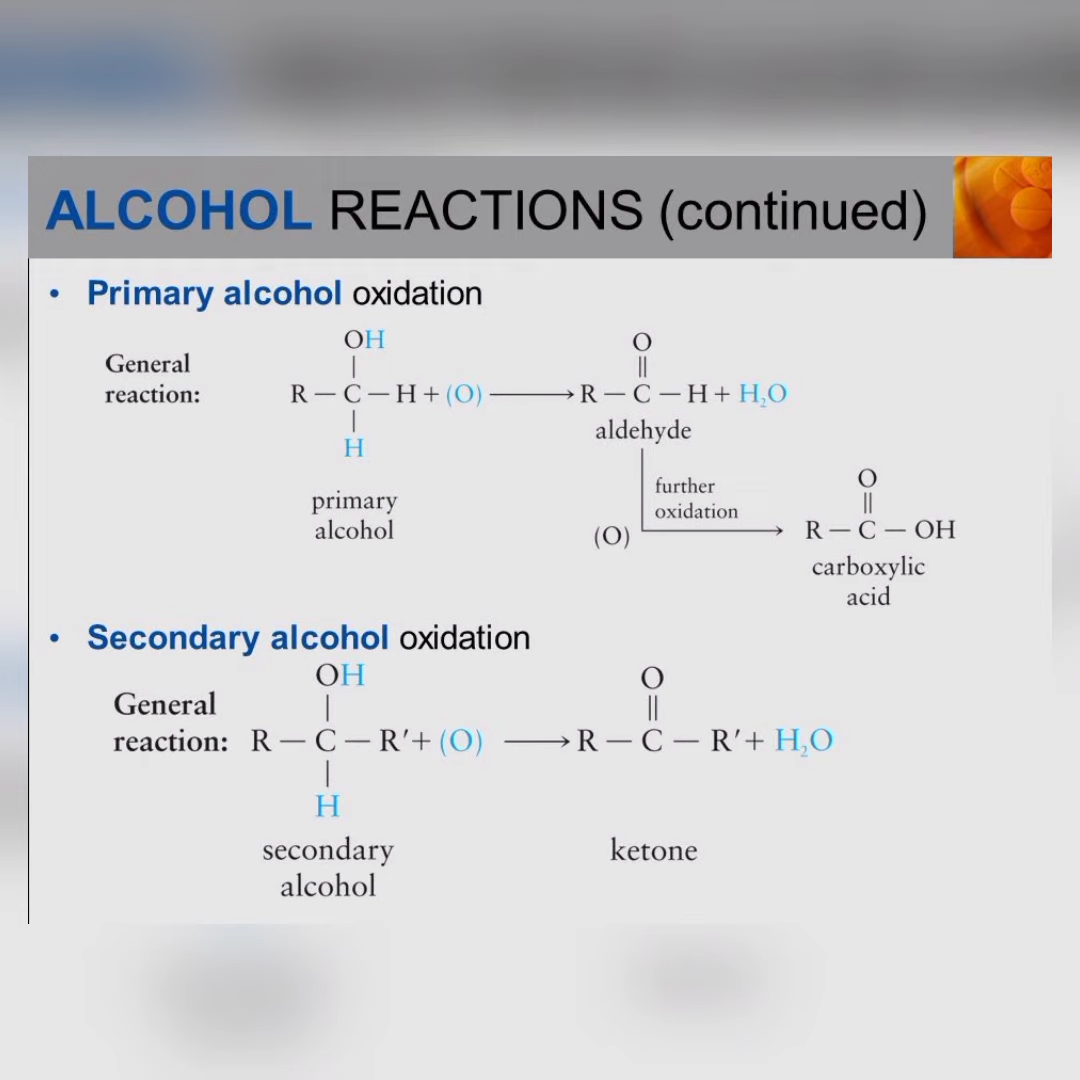 ALCOHOL REACTIONS (continued)
• Primary alcohol oxidation
General
reaction:
OH
|
R — C — H + (O) ⟶ R — C — H + H₂O
|
H
O
||
primary
alcohol
aldehyde
further
oxidation
(O)
O
||
R — C — OH
carboxylic
acid
• Secondary alcohol oxidation
General
reaction:
OH
|
R — C — R′ + (O) ⟶ R — C — R′ + H₂O
|
H
O
||
secondary
alcohol
ketone